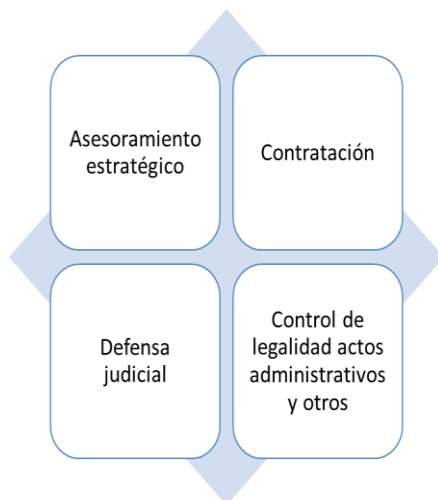 Asesoramiento
estratégico
Contratación
Defensa
judicial
Control de
legalidad actos
administrativos
y otros